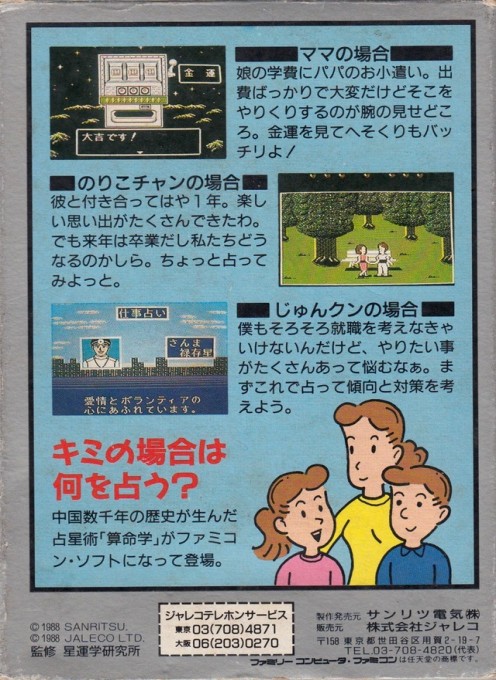 ママの場合
娘の学費にパパのお小遣い。出
費ばっかりで大変だけどそこを
やりくりするのが腕の見せどこ
ろ。金運を見てへそくりもバッ
チリよ！
金運
大吉です！
のりこチャンの場合
彼と付き合ってはや1年。楽し
い思い出がたくさんできたわ。
でも来年は卒業だし私たちどう
なるのかしら。ちょっと占って
みよっと。
じゅんクンの場合
僕もそろそろ就職を考えなきゃ
いけないんだけど、やりたい事
がたくさんあって悩むなぁ。ま
ずこれで占って傾向と対策を考
えよう。
仕事占い
さんま
禄存星
愛情とボランティアの
心にあふれています。
キミの場合は
何を占う？
中国数千年の歴史が生んだ
占星術「算命学」がファミコ
ン・ソフトになって登場。
©1988 SANRITSU.
©1988 JALECO LTD.
監修 星運学研究所
ジャレコテレホンサービス
東京 03(708)4871
大阪 06(203)0270
製作発売元 サンリツ電気(株)
販売元 株式会社ジャレコ
〒158 東京都世田谷区用賀2-19-7
TEL.03-708-4820(代表)
ファミリーコンピュータ・ファミコンは任天堂の商標です。